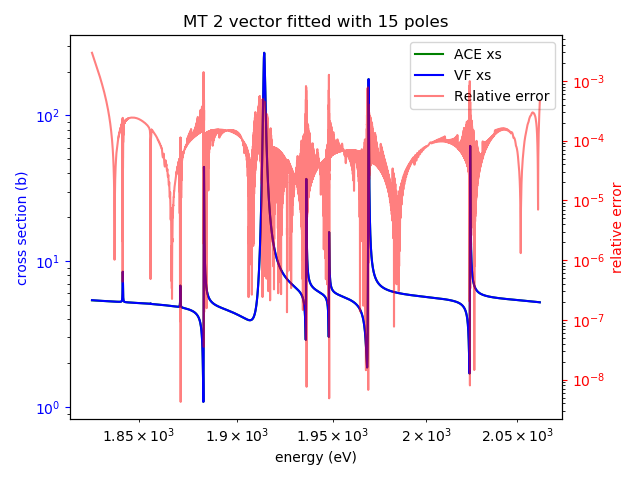 MT 2 vector fitted with 15 poles
ACE xs
VF xs
Relative error
cross section (b)
10²
10¹
10⁰
relative error
10⁻³
10⁻⁴
10⁻⁵
10⁻⁶
10⁻⁷
10⁻⁸
1.85 × 10³ 1.9 × 10³ 1.95 × 10³ 2 × 10³ 2.05 × 10³
energy (eV)